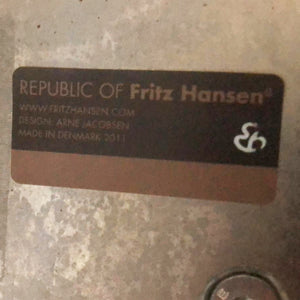 REPUBLIC OF Fritz Hansen®
WWW.FRITZHANSEN.COM
DESIGN: ARNE JACOBSEN
MADE IN DENMARK 2011